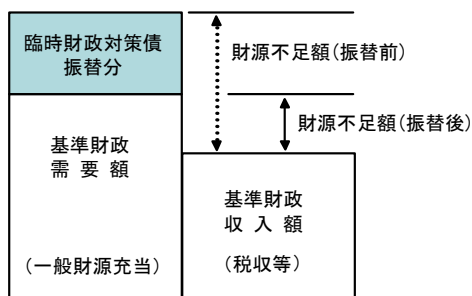 臨時財政対策債
振替分
財源不足額(振替前)
財源不足額(振替後)
基準財政
需要額
(一般財源充当)
基準財政
収入額
(税収等)